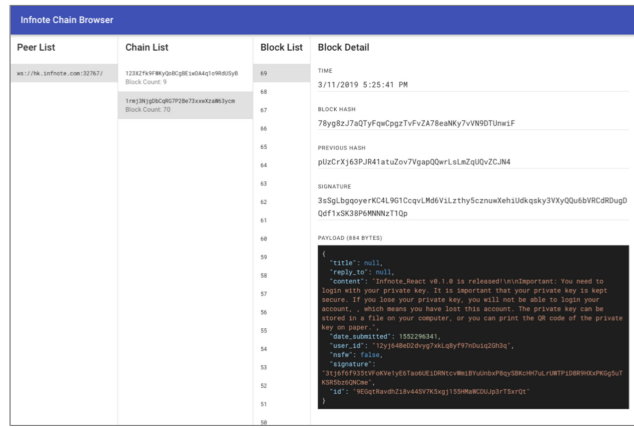 Infnote Chain Browser
Peer List
ws://hk.infnote.com:32767/
Chain List
Block Count: 9
Block Count: 70
Block List
69
68
67
66
65
64
63
62
61
60
59
58
57
56
55
54
53
52
51
50
Block Detail
TIME
3/11/2019 5:25:41 PM
BLOCK HASH
78yg8zJ7aQTyFqwCpgzTvFvZA78eaNKy7vVN9DTUnwiF
PREVIOUS HASH
pUzCrXj63PJR41atuZov7VgapQQwrLsLmZqUQvZCJN4
SIGNATURE
3sSgLbgqoyerKC4L9G1CcqvLMd6ViLzthy5cznuwXehiUdkqsky3VXyQQu6bVRCdRDugD
Qdf1xSK38P6MNNNzT1Qp
PAYLOAD (884 BYTES)
{
"title": null,
"reply_to": null,
"content": "Infnote_React v0.1.0 is released!\n\nImportant: You need to
login with your private key. It is important that your private key is kept
secure. If you lose your private key, you will not be able to login your
account, , which means you have lost this account. The private key can be
stored in a file on your computer, or you can print the QR code of the private
key on paper.",
"date_submitted": 1552296341,
"user_id":
"nsfw": false,
"signature":
"id":
}